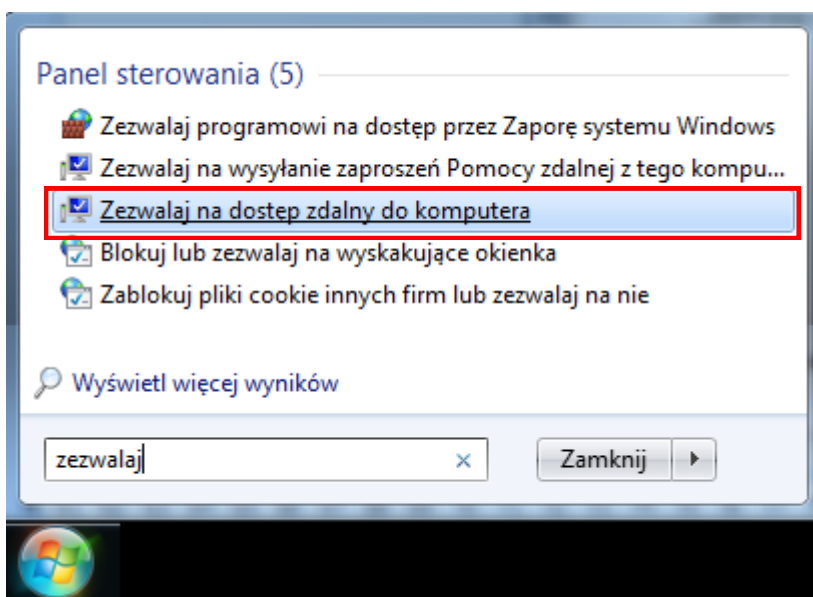 Panel sterowania (5)
Zezwalaj programowi na dostęp przez Zaporę systemu Windows
Zezwalaj na wysyłanie zaproszeń Pomocy zdalnej z tego kompu...
Zezwalaj na dostęp zdalny do komputera
Blokuj lub zezwalaj na wyskakujące okienka
Zablokuj pliki cookie innych firm lub zezwalaj na nie
Wyświetl więcej wyników
zezwalaj
Zamknij